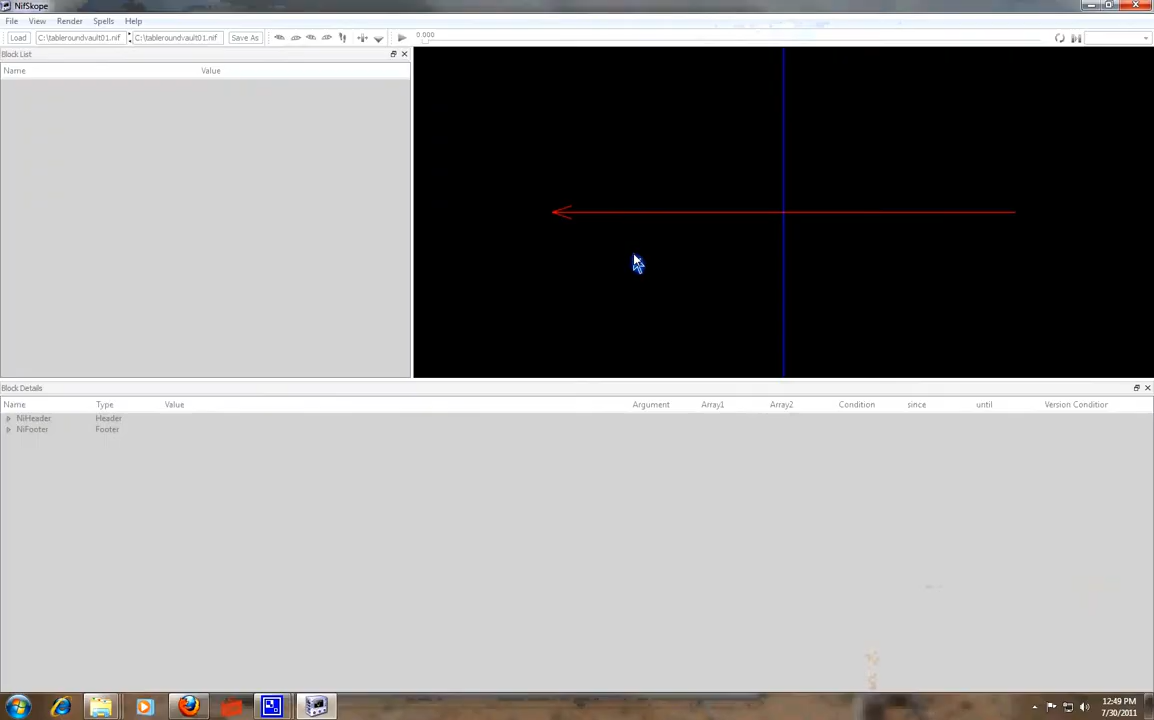 NifSkope
File View Render Spells Help
Load C:\tableroundvault01.nif C:\tableroundvault01.nif Save As 0.000
Block List
Name Value
Block Details
Name Type Value Argument Array1 Array2 Condition since until Version Condition
NiHeader Header
NiFooter Footer
12:49 PM
7/30/2011